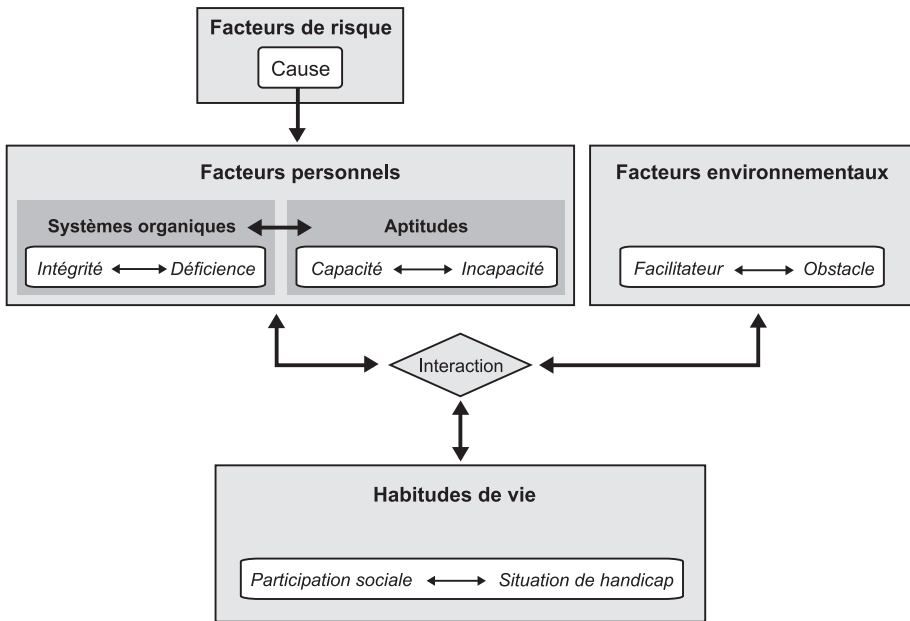 Facteurs de risque
Cause
Facteurs personnels
Systèmes organiques
Aptitudes
Intégrité
Déficience
Capacité
Incapacité
Facteurs environnementaux
Facilitateur
Obstacle
Interaction
Habitudes de vie
Participation sociale
Situation de handicap